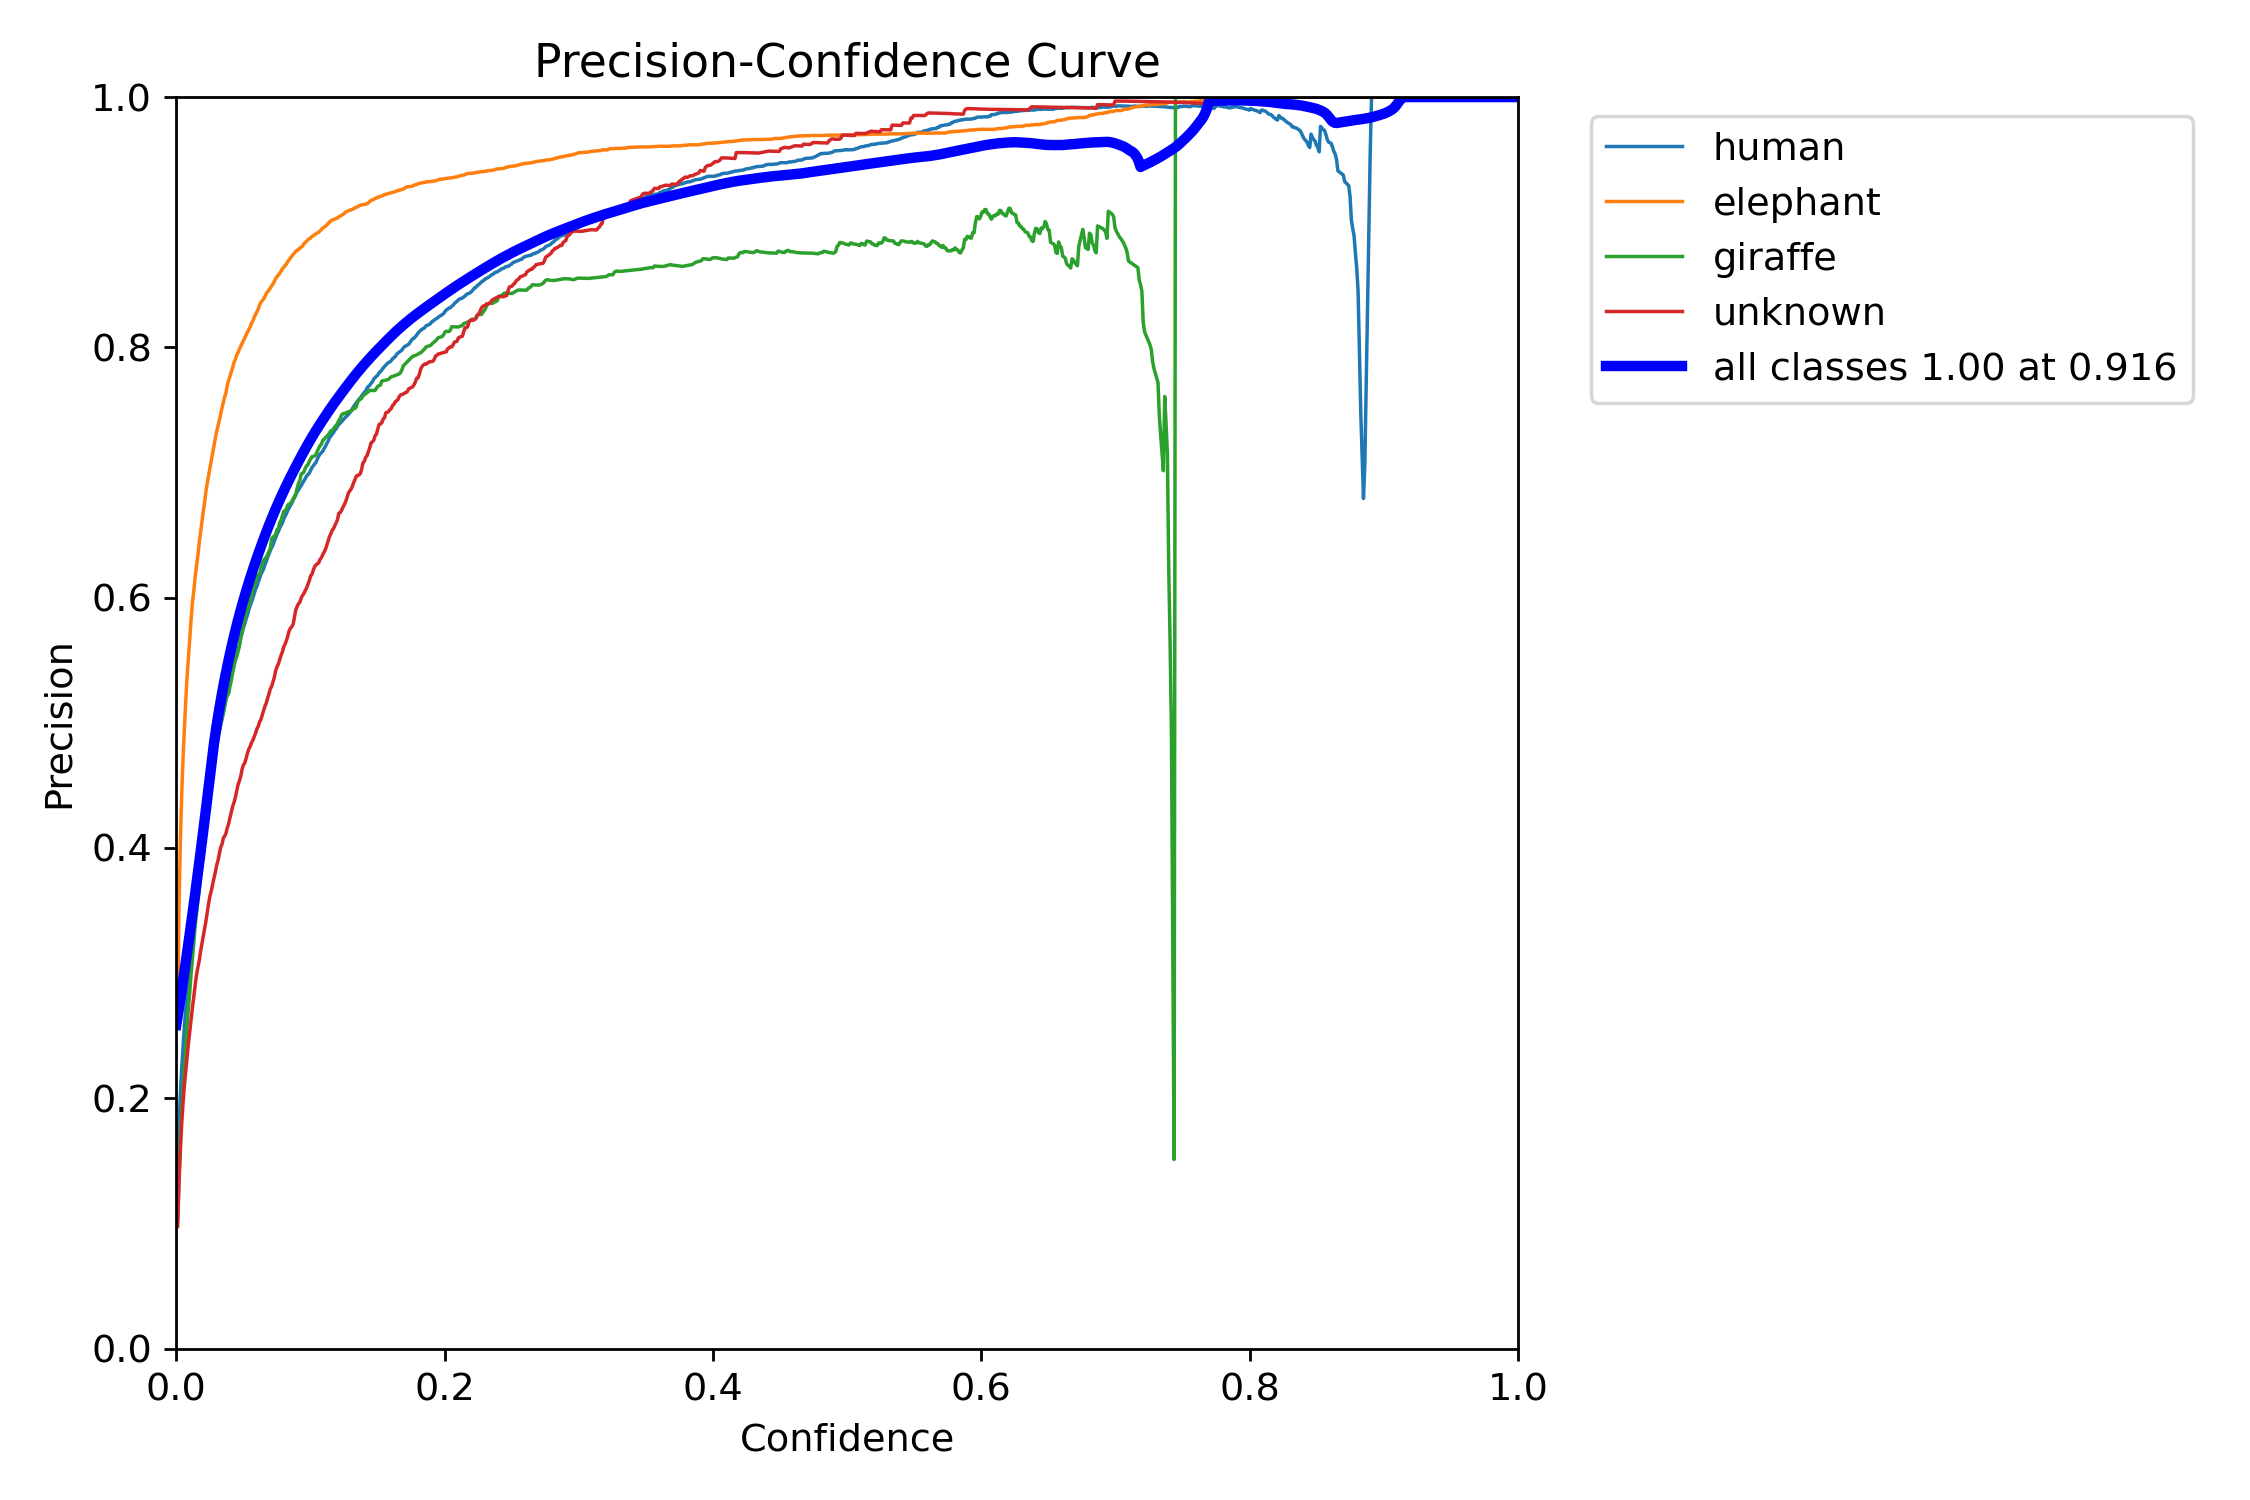 Precision-Confidence Curve
1.0
0.8
0.6
0.4
0.2
0.0
Precision
0.0 0.2 0.4 0.6 0.8 1.0
Confidence
human
elephant
giraffe
unknown
all classes 1.00 at 0.916